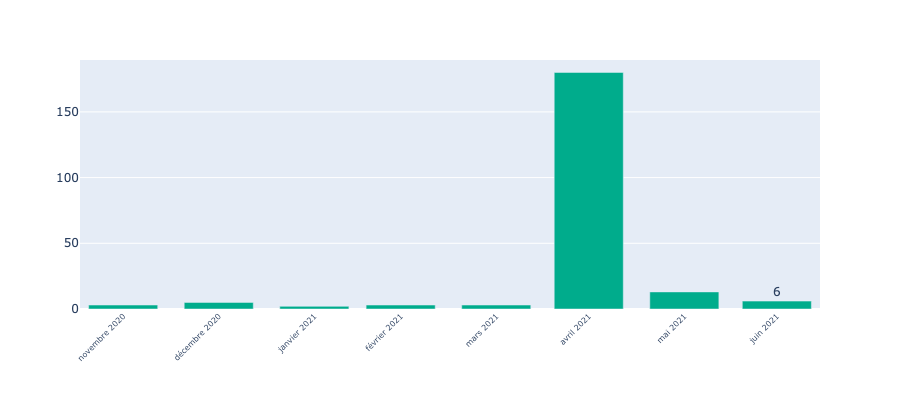 150
100
50
0
6
novembre 2020
décembre 2020
janvier 2021
février 2021
mars 2021
avril 2021
mai 2021
juin 2021